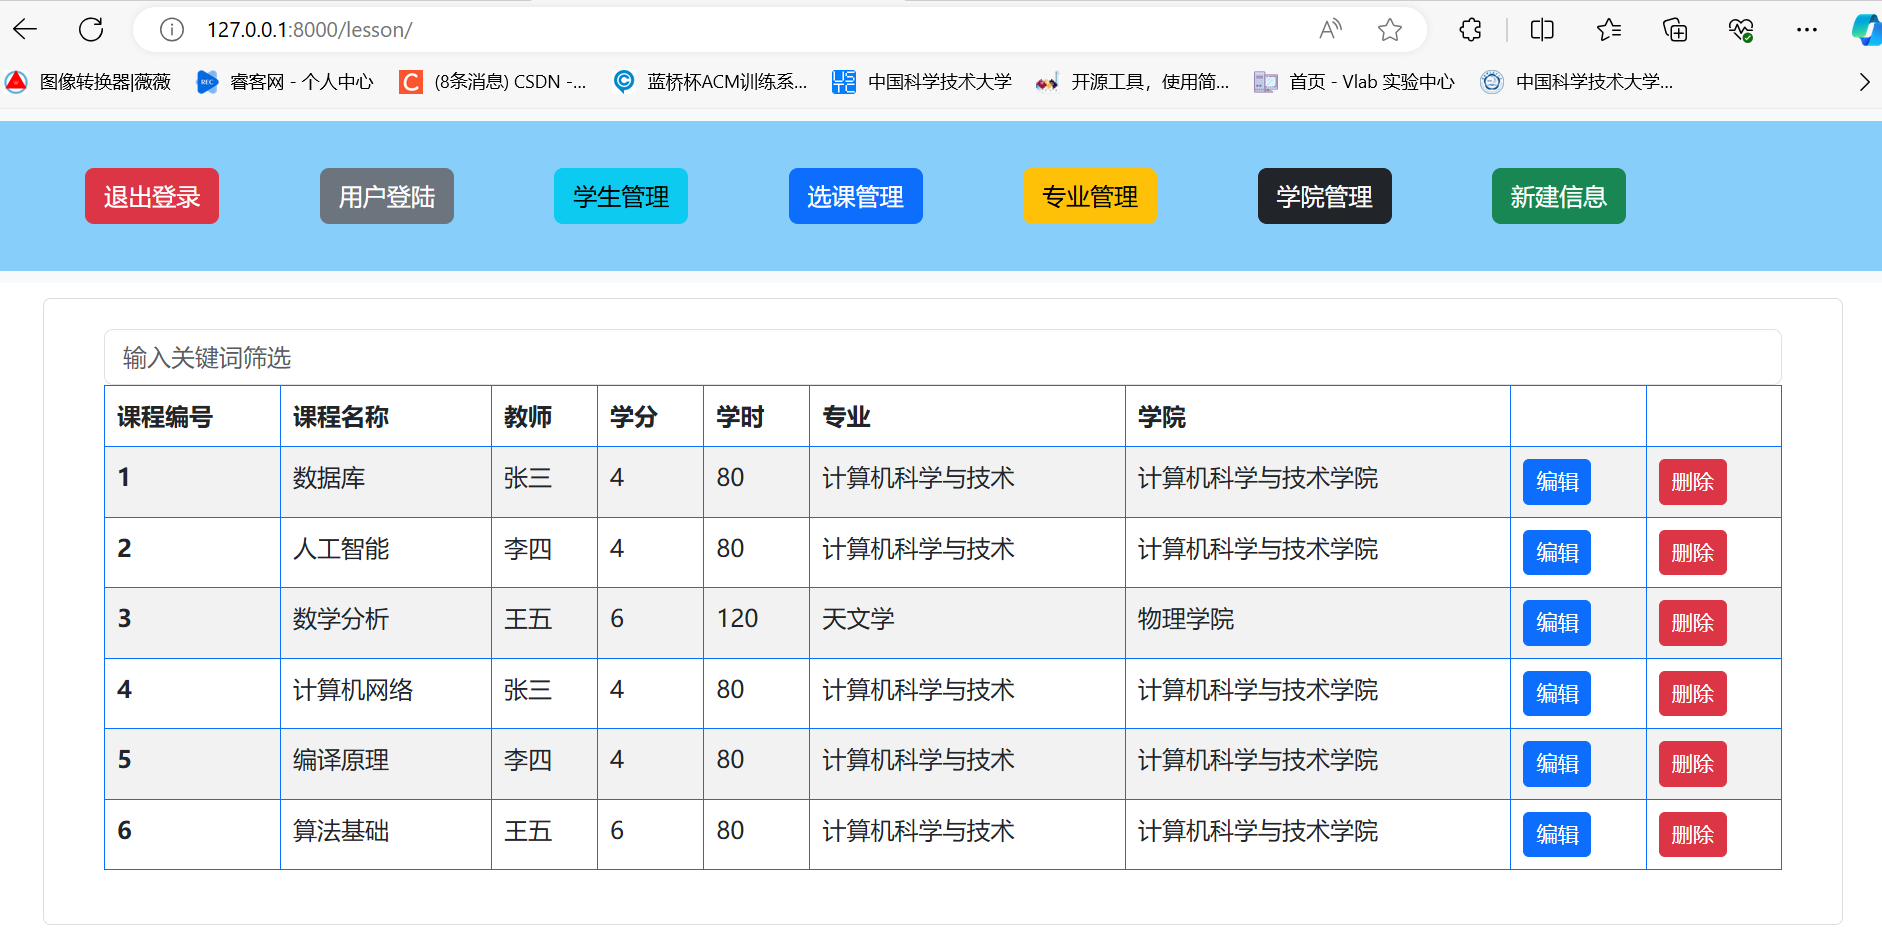 127.0.0.1:8000/lesson/
图像转换器|薇薇 睿客网 - 个人中心 (8条消息) CSDN -... 蓝桥杯ACM训练系... 中国科学技术大学 开源工具，使用简... 首页 - Vlab 实验中心 中国科学技术大学...
退出登录 用户登陆 学生管理 选课管理 专业管理 学院管理 新建信息
输入关键词筛选
课程编号 课程名称 教师 学分 学时 专业 学院
1 数据库 张三 4 80 计算机科学与技术 计算机科学与技术学院 编辑 删除
2 人工智能 李四 4 80 计算机科学与技术 计算机科学与技术学院 编辑 删除
3 数学分析 王五 6 120 天文学 物理学院 编辑 删除
4 计算机网络 张三 4 80 计算机科学与技术 计算机科学与技术学院 编辑 删除
5 编译原理 李四 4 80 计算机科学与技术 计算机科学与技术学院 编辑 删除
6 算法基础 王五 6 80 计算机科学与技术 计算机科学与技术学院 编辑 删除